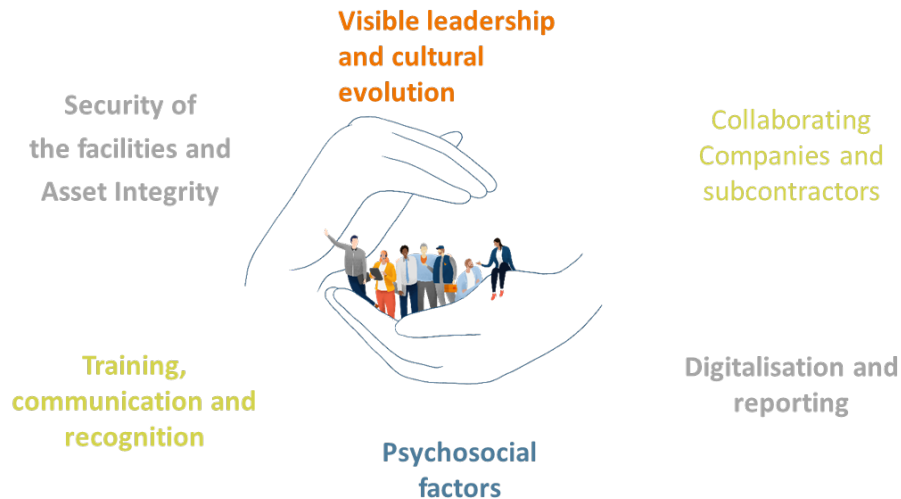 Visible leadership
and cultural
evolution
Security of
the facilities and
Asset Integrity
Collaborating
Companies and
subcontractors
Training,
communication and
recognition
Digitalisation and
reporting
Psychosocial
factors